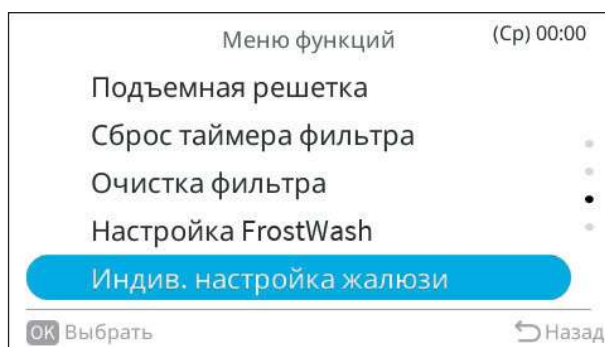 Меню функций
(Ср) 00:00
Подъемная решетка
Сброс таймера фильтра
Очистка фильтра
Настройка FrostWash
Индив. настройка жалюзи
OK Выбрать
Назад